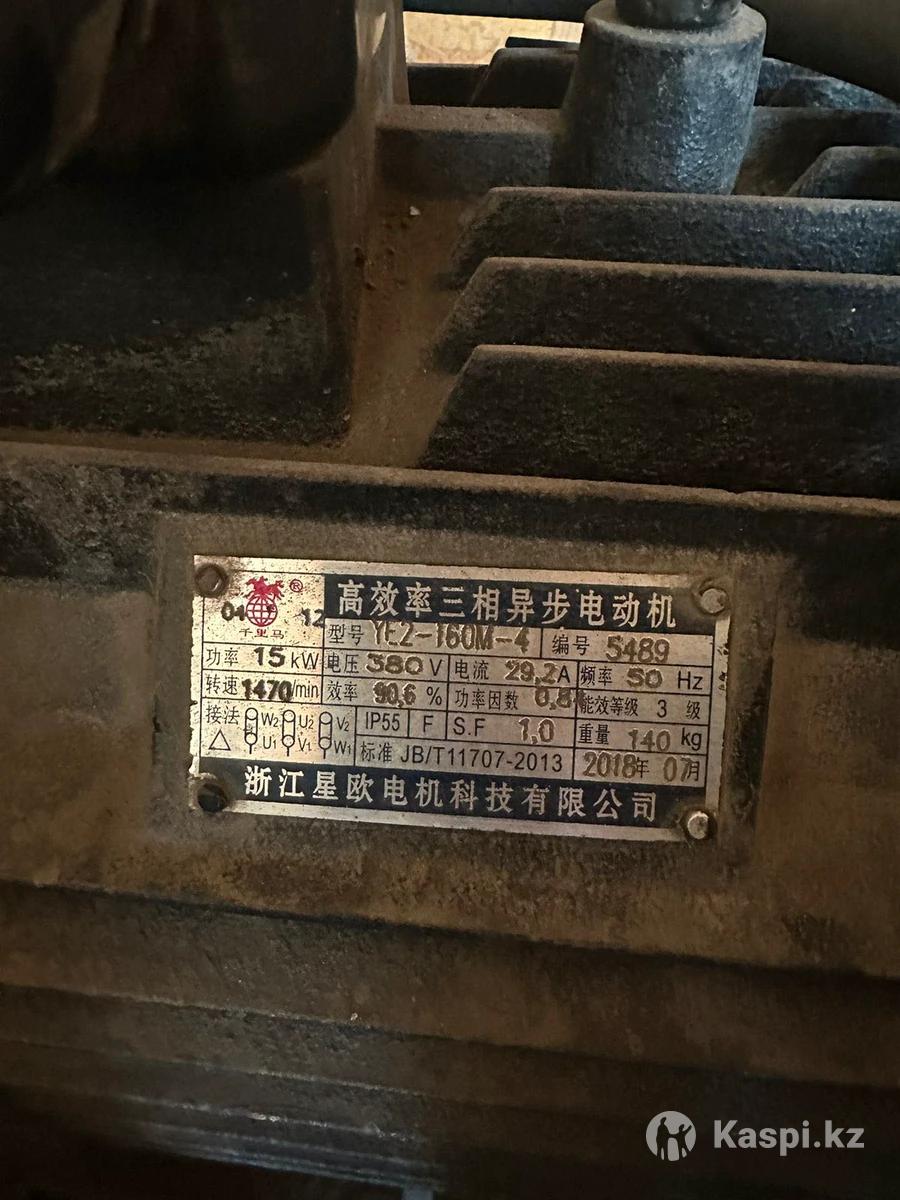 高效率三相异步电动机
®
04 12
千里马
型号 YE2-160M-4 编号 5489
功率 15 kW 电压 380 V 电流 29,2 A 频率 50 Hz
转速 1470/min 效率 90,6 % 功率因数 能效等级 3 级
接法 W2 U2 V2 IP55 F S.F 1,0 重量 140 kg
△ U1 V1 W1 标准 JB/T11707-2013 2018年 07月
浙江星欧电机科技有限公司
Kaspi.kz